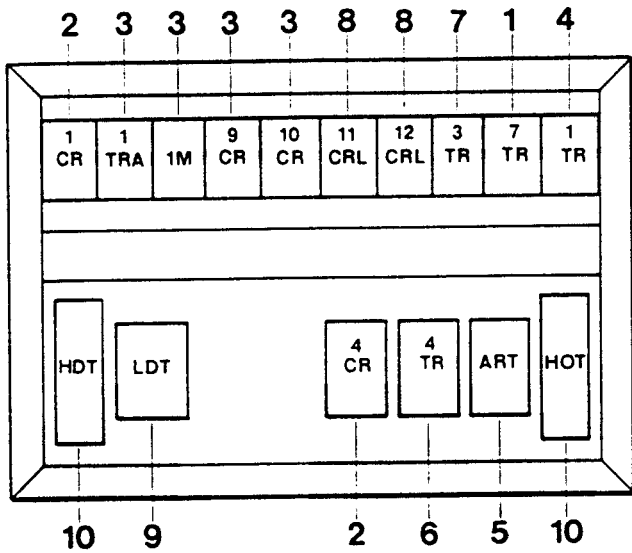 2 3 3 3 3 8 8 7 1 4
1 1 9 10 11 12 3 7 1
CR TRA 1M CR CR CRL CRL TR TR TR
4 4
HDT LDT CR TR ART HOT
10 9 2 6 5 10